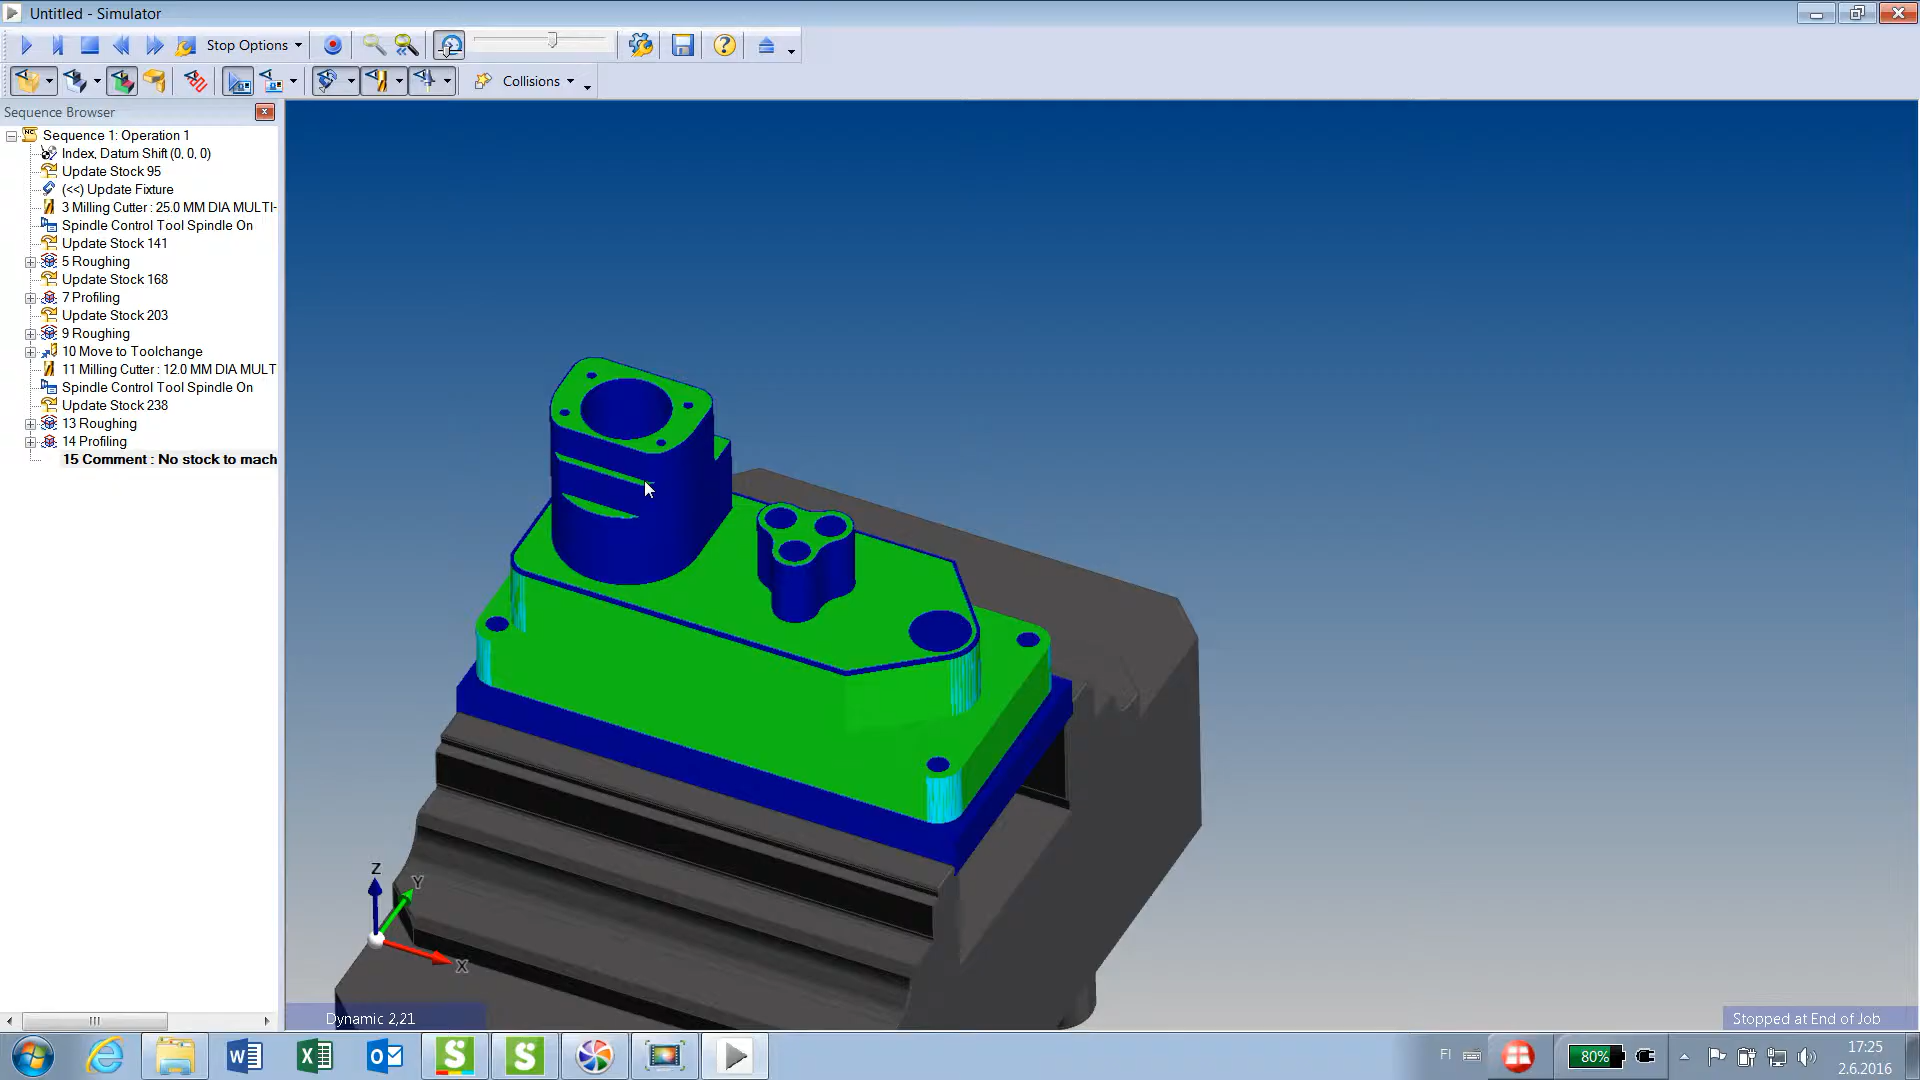 Untitled - Simulator
Stop Options
Collisions
Sequence Browser
Sequence 1: Operation 1
Index, Datum Shift (0, 0, 0)
Update Stock 95
(<<) Update Fixture
3 Milling Cutter : 25.0 MM DIA MULTI-
Spindle Control Tool Spindle On
Update Stock 141
5 Roughing
Update Stock 168
7 Profiling
Update Stock 203
9 Roughing
10 Move to Toolchange
11 Milling Cutter : 12.0 MM DIA MULT
Spindle Control Tool Spindle On
Update Stock 238
13 Roughing
14 Profiling
15 Comment : No stock to mach
Z
Y
X
Dynamic 2,21
Stopped at End of Job
FI
80%
17:25
2.6.2016